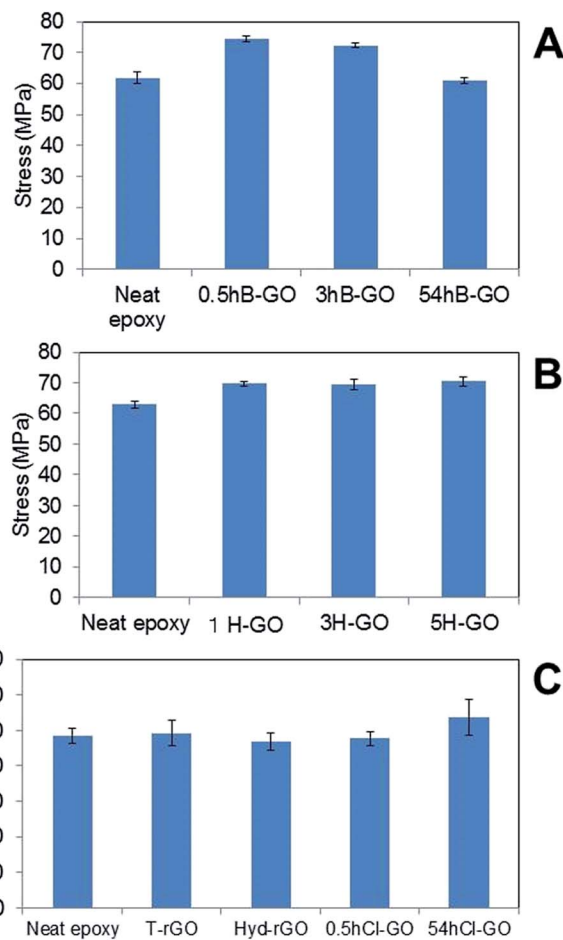 A
Stress (MPa)
80
70
60
50
40
30
20
10
0
Neat epoxy
0.5hB-GO
3hB-GO
54hB-GO
B
Stress (MPa)
80
70
60
50
40
30
20
10
0
Neat epoxy
1 H-GO
3H-GO
5H-GO
C
0
Neat epoxy
T-rGO
Hyd-rGO
0.5hCl-GO
54hCl-GO